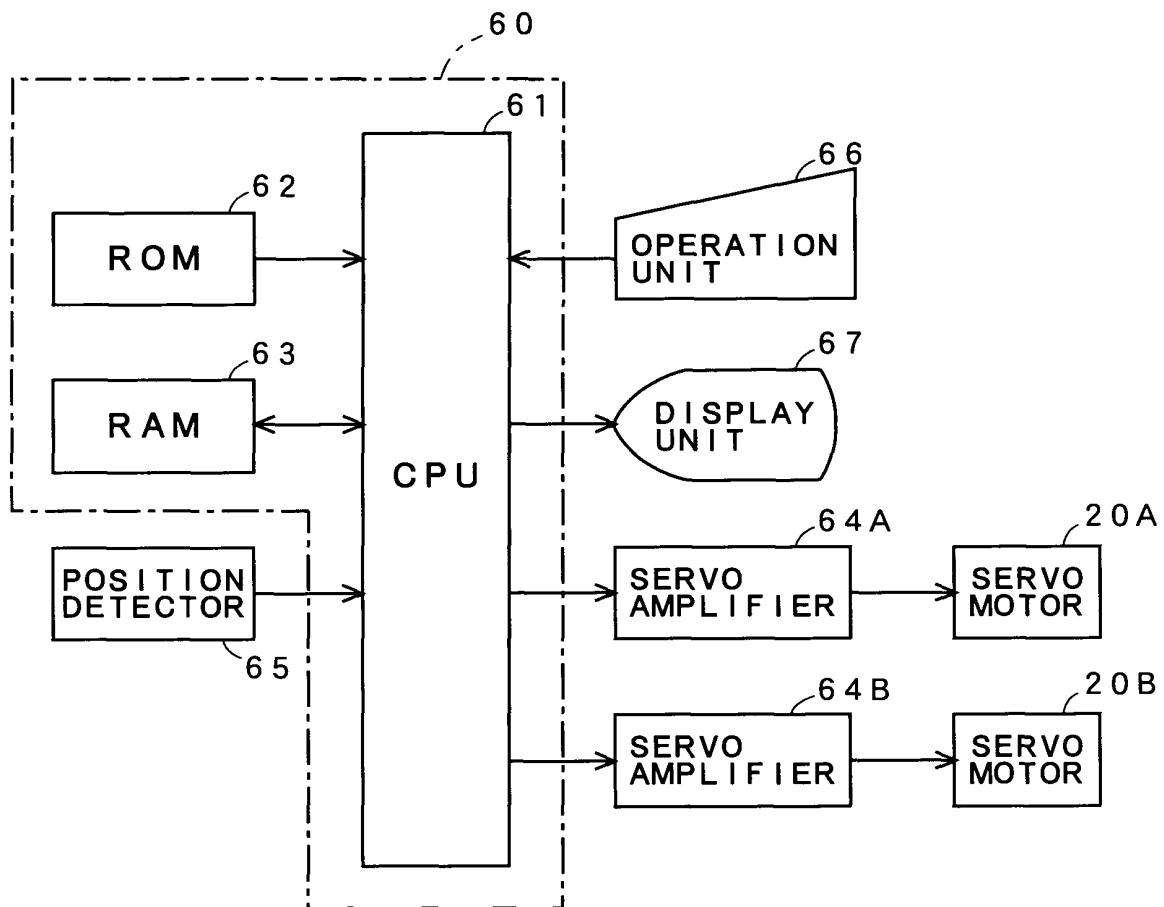 60
61
62
ROM
66
OPERATION
UNIT
63
RAM
67
DISPLAY
UNIT
CPU
POSITION
DETECTOR
65
64A
SERVO
AMPLIFIER
20A
SERVO
MOTOR
64B
SERVO
AMPLIFIER
20B
SERVO
MOTOR